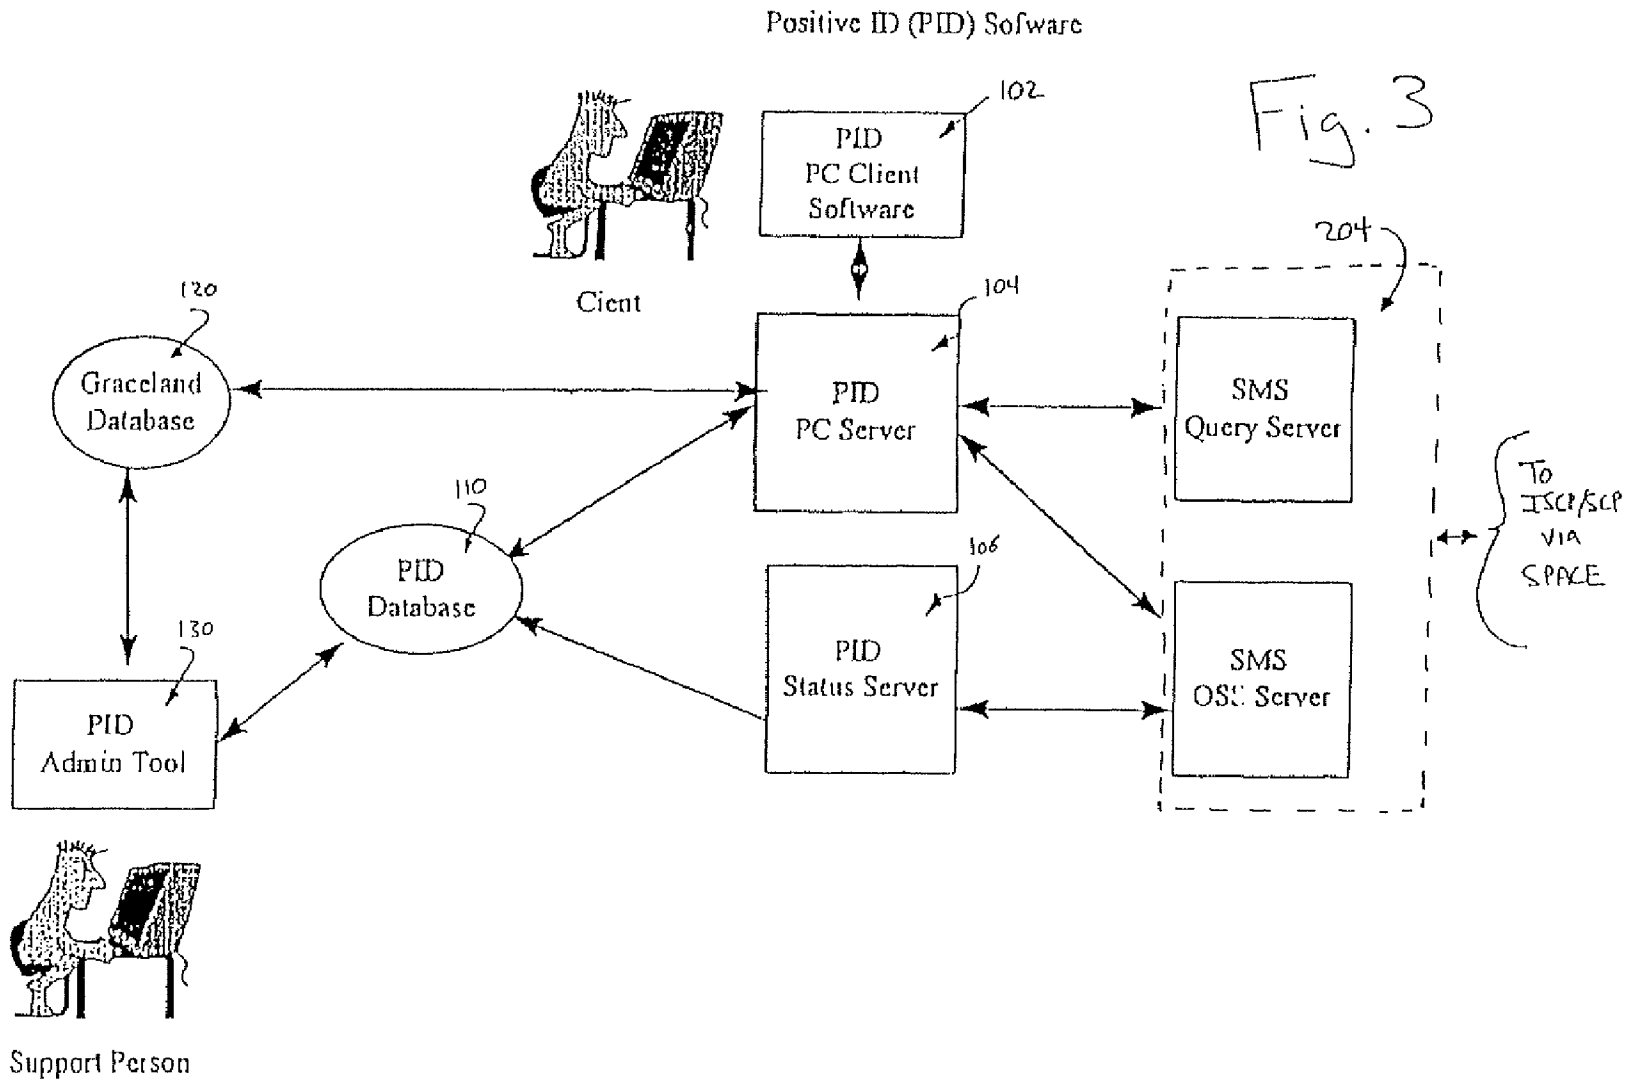 Positive ID (PID) Sofware
Fig. 3
102
PID
PC Client
Software
204
Cient
120
104
Graceland
Database
PID
PC Server
SMS
Query Server
To
ISCP/SCP
VIA
SPACE
110
PID
Database
106
PID
Status Server
SMS
OSS Server
130
PID
Admin Tool
Support Person